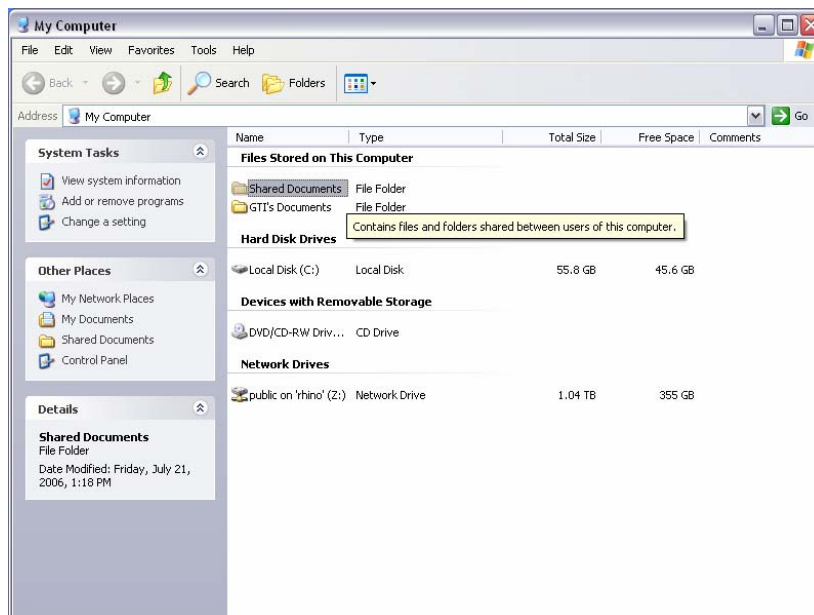 My Computer
File Edit View Favorites Tools Help
Back Search Folders
Address My Computer Go
System Tasks
View system information
Add or remove programs
Change a setting
Other Places
My Network Places
My Documents
Shared Documents
Control Panel
Details
Shared Documents
File Folder
Date Modified: Friday, July 21,
2006, 1:18 PM
Name Type Total Size Free Space Comments
Files Stored on This Computer
Shared Documents File Folder
GTI's Documents File Folder
Contains files and folders shared between users of this computer.
Hard Disk Drives
Local Disk (C:) Local Disk 55.8 GB 45.6 GB
Devices with Removable Storage
DVD/CD-RW Driv... CD Drive
Network Drives
public on 'rhino' (Z:) Network Drive 1.04 TB 355 GB